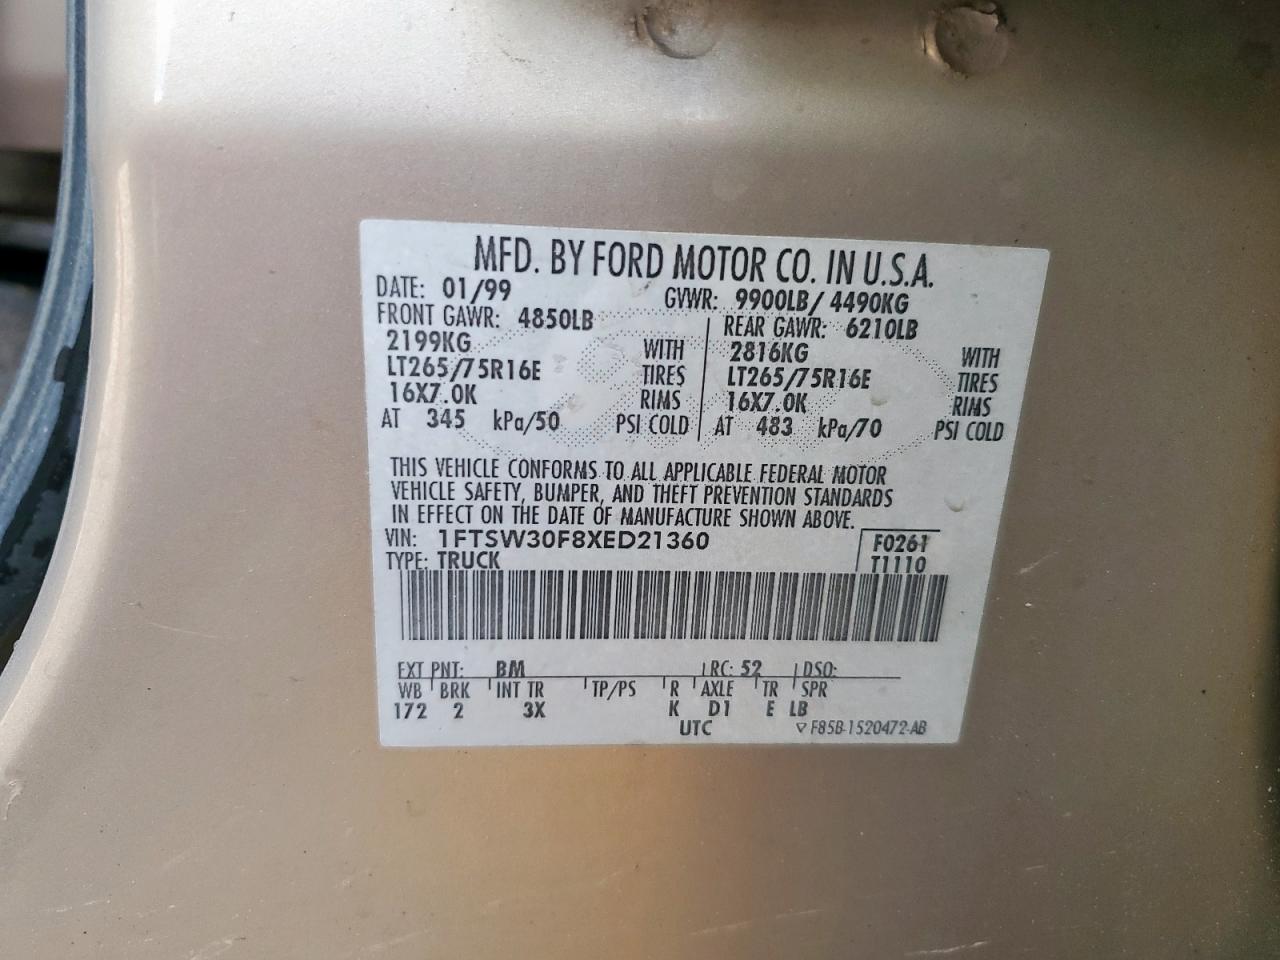 MFD. BY FORD MOTOR CO. IN U.S.A.
DATE: 01/99 GVWR: 9900LB/ 4490KG
FRONT GAWR: 4850LB REAR GAWR: 6210LB
2199KG WITH 2816KG WITH
LT265/75R16E TIRES LT265/75R16E TIRES
16X7.0K RIMS 16X7.0K RIMS
AT 345 kPa/50 PSI COLD AT 483 kPa/70 PSI COLD
THIS VEHICLE CONFORMS TO ALL APPLICABLE FEDERAL MOTOR
VEHICLE SAFETY, BUMPER, AND THEFT PREVENTION STANDARDS
IN EFFECT ON THE DATE OF MANUFACTURE SHOWN ABOVE.
VIN: 1FTSW30F8XED21360 F0261
TYPE: TRUCK T1110
EXT PNT: BM RC: 52 DSO:
WB BRK INT TR TP/PS R AXLE TR SPR
172 2 3X K D1 E LB
UTC ▽ F85B-1520472-AB